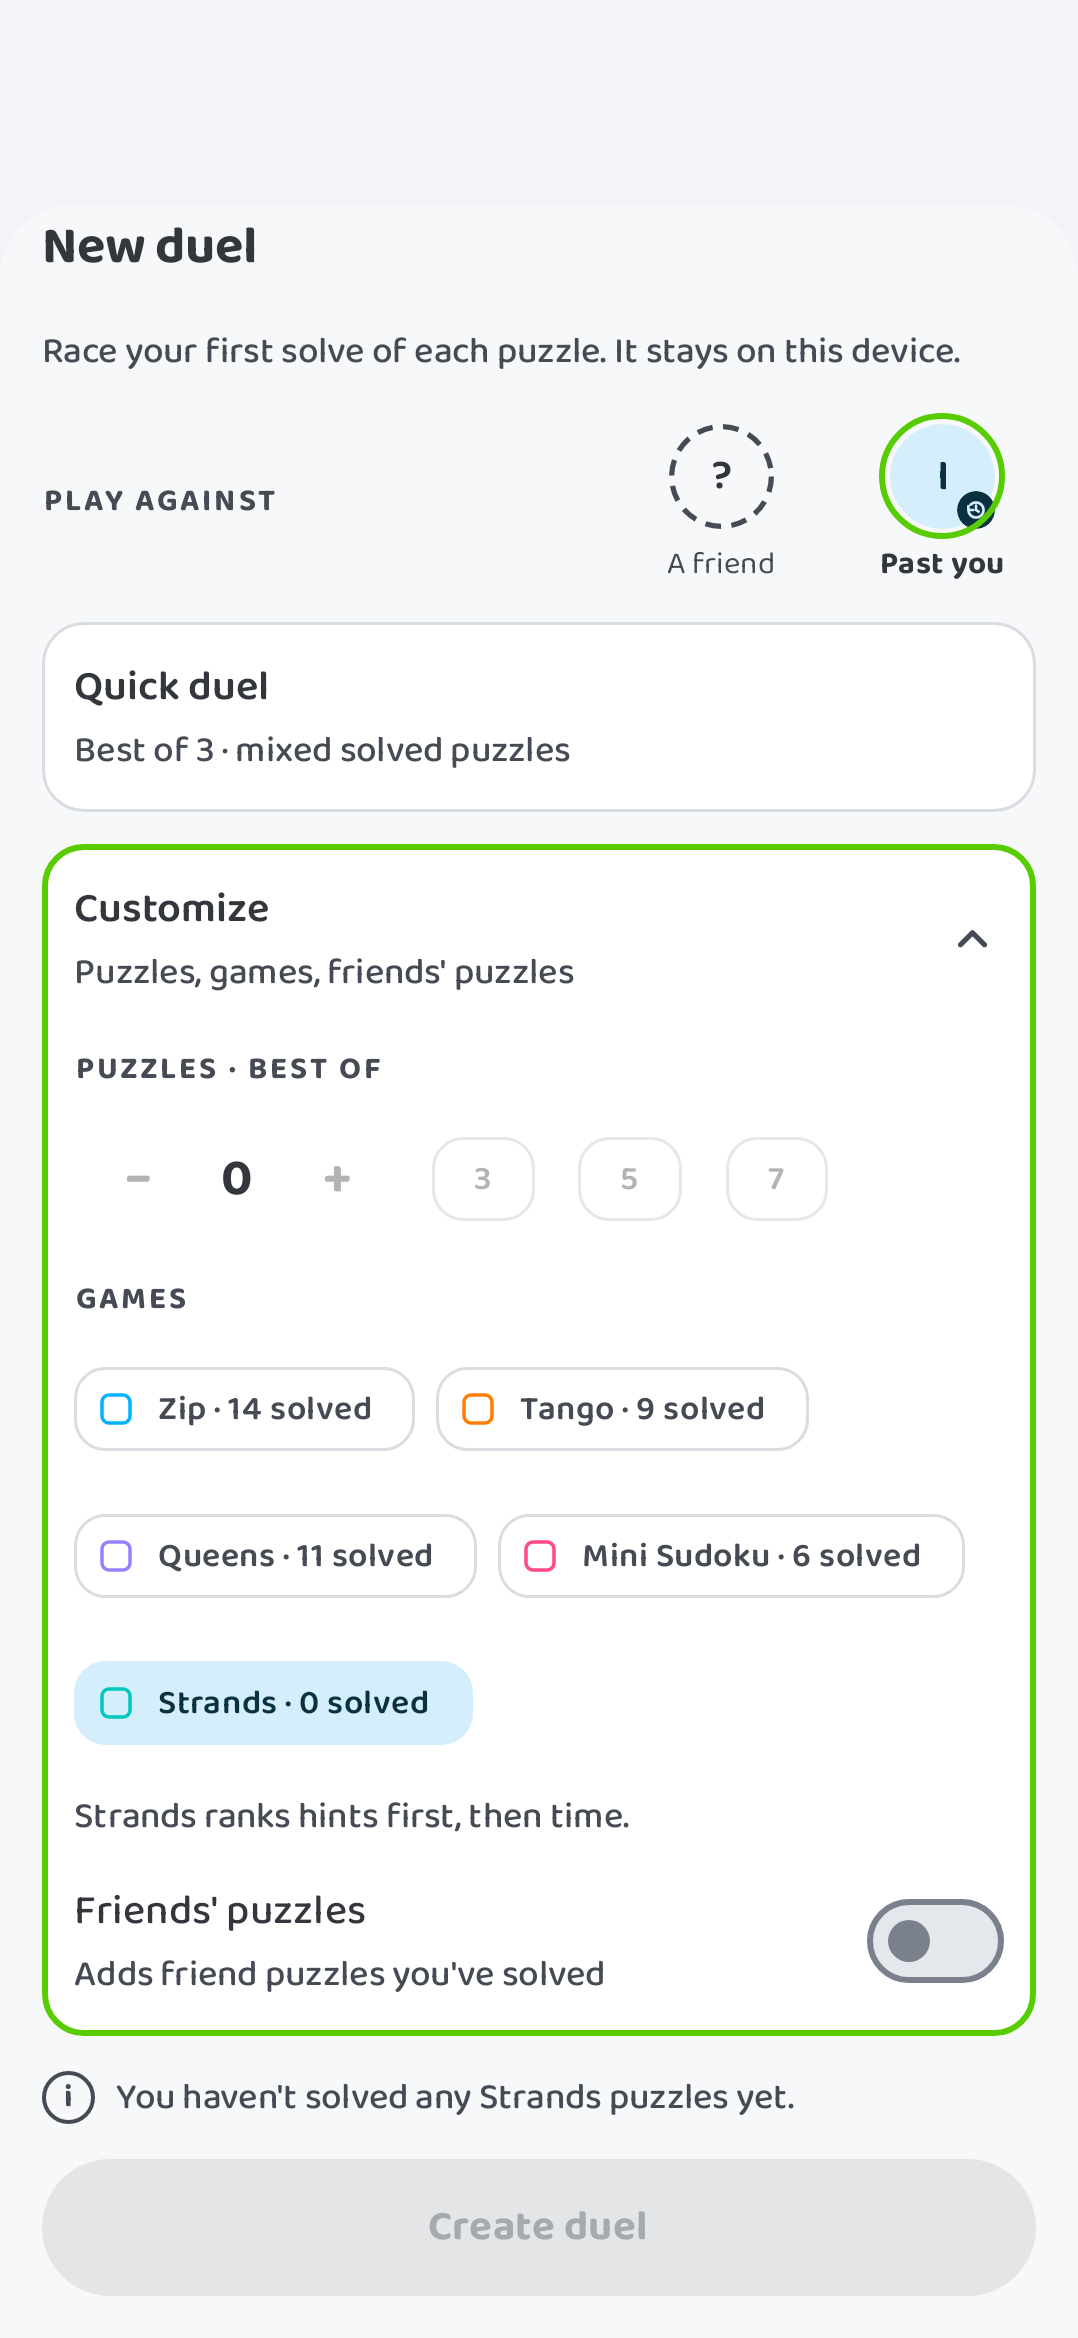 New duel
Race your first solve of each puzzle. It stays on this device.
PLAY AGAINST
?
A friend
I
Past you
Quick duel
Best of 3 · mixed solved puzzles
Customize
Puzzles, games, friends' puzzles
PUZZLES · BEST OF
− 0 + 3 5 7
GAMES
Zip · 14 solved
Tango · 9 solved
Queens · 11 solved
Mini Sudoku · 6 solved
Strands · 0 solved
Strands ranks hints first, then time.
Friends' puzzles
Adds friend puzzles you've solved
You haven't solved any Strands puzzles yet.
Create duel